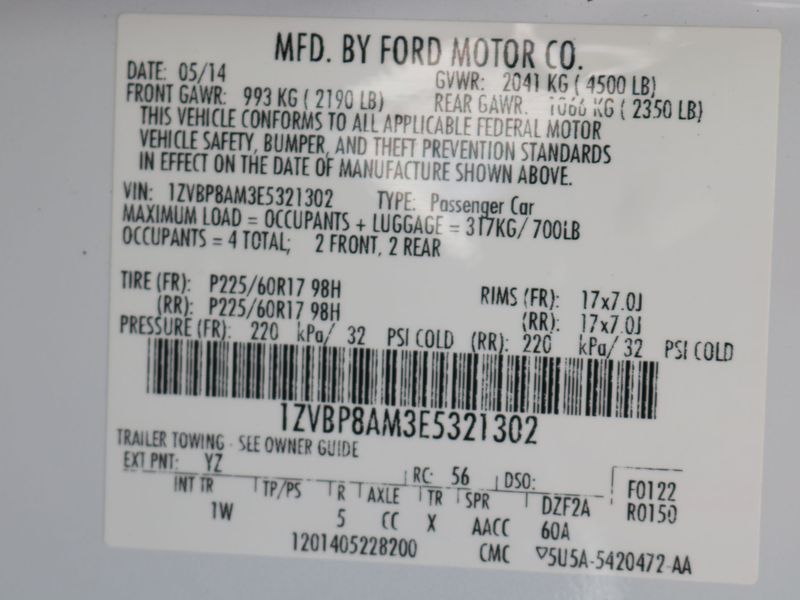 MFD. BY FORD MOTOR CO.
DATE: 05/14 GVWR: 2041 KG ( 4500 LB)
FRONT GAWR: 993 KG ( 2190 LB) REAR GAWR: 1066 KG ( 2350 LB)
THIS VEHICLE CONFORMS TO ALL APPLICABLE FEDERAL MOTOR
VEHICLE SAFETY, BUMPER, AND THEFT PREVENTION STANDARDS
IN EFFECT ON THE DATE OF MANUFACTURE SHOWN ABOVE.
VIN: 1ZVBP8AM3E5321302 TYPE: Passenger Car
MAXIMUM LOAD = OCCUPANTS + LUGGAGE = 317KG/ 700LB
OCCUPANTS = 4 TOTAL; 2 FRONT, 2 REAR
TIRE (FR): P225/60R17 98H RIMS (FR): 17x7.0J
(RR): P225/60R17 98H (RR): 17x7.0J
PRESSURE (FR): 220 kPa/ 32 PSI COLD (RR): 220 kPa/ 32 PSI COLD
1ZVBP8AM3E5321302
TRAILER TOWING - SEE OWNER GUIDE
EXT PNT: YZ RC: 56 DSO: F0122
INT TR TP/PS R AXLE TR SPR DZF2A R0150
1W 5 CC X AACC 60A
1201405228200 CMC ▽5U5A-5420472-AA